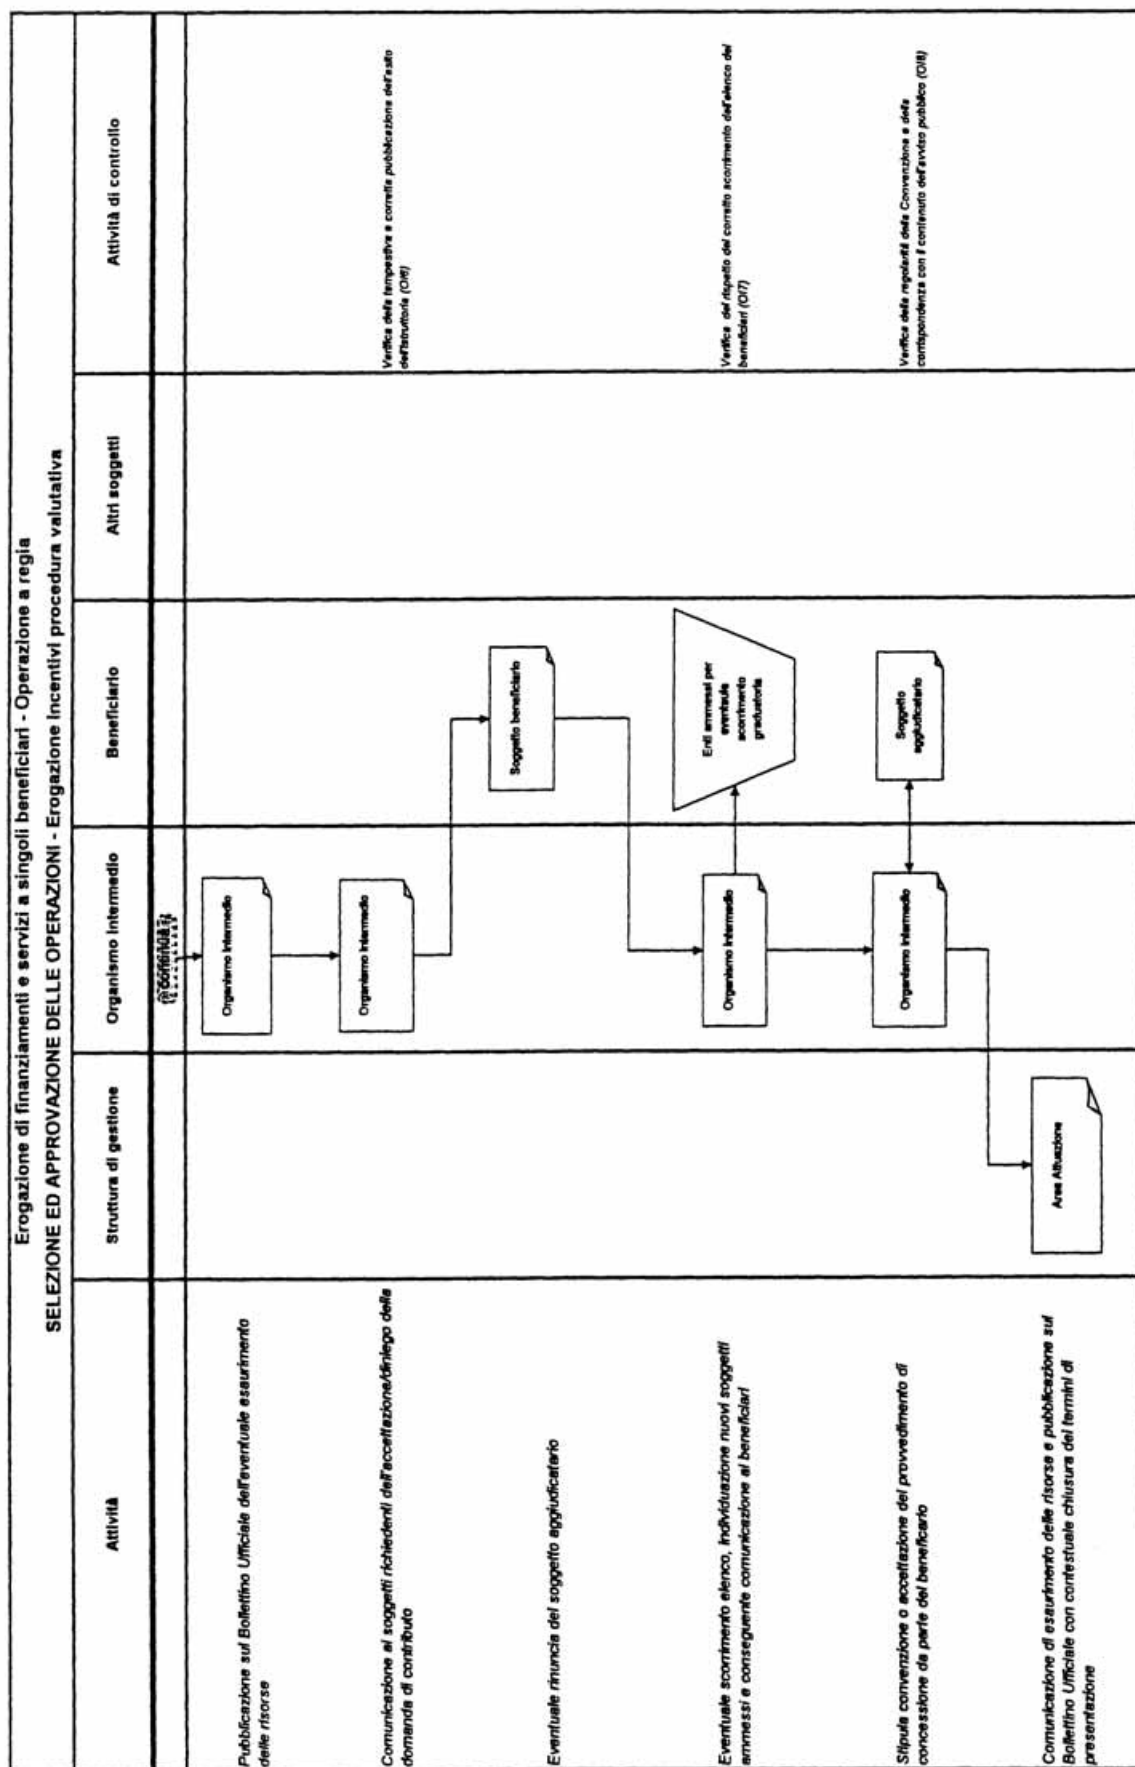 Erogazione di finanziamenti e servizi a singoli beneficiari - Operazione a regia
SELEZIONE ED APPROVAZIONE DELLE OPERAZIONI - Erogazione Incentivi procedura valutativa
Attività
Struttura di gestione
Organismo Intermedio
Beneficiario
Altri soggetti
Attività di controllo
Pubblicazione sul Bollettino Ufficiale dell'eventuale esaurimento
delle risorse
Organismo Intermedio
Comunicazione ai soggetti richiedenti dell'accettazione/diniego della
domanda di contributo
Organismo Intermedio
Verifica della tempestiva e corretta pubblicazione dell'esito
dell'istruttoria (OI6)
Eventuale rinuncia del soggetto aggiudicatario
Soggetto beneficiario
Eventuale scorrimento elenco, individuazione nuovi soggetti
ammessi e conseguente comunicazione ai beneficiari
Organismo Intermedio
Enti ammessi per
eventuale
scorrimento
graduatoria
Verifica del rispetto del corretto scorrimento dell'elenco dei
beneficiari (OI7)
Stipula convenzione o accettazione del provvedimento di
concessione da parte del beneficario
Organismo Intermedio
Soggetto
aggiudicatario
Verifica della regolarità della Convenzione e della
corrispondenza con il contenuto dell'avviso pubblico (OI8)
Comunicazione di esaurimento delle risorse e pubblicazione sul
Bollettino Ufficiale con contestuale chiusura dei termini di
presentazione
Area Attuazione